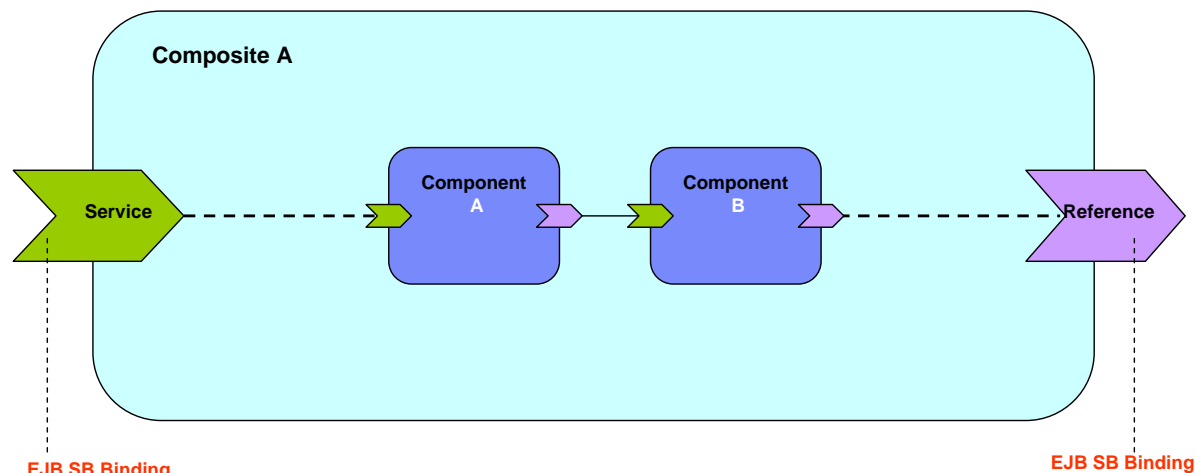 Composite A
Component
A
Component
B
Service
Reference
EJB SB Binding
EJB SB Binding